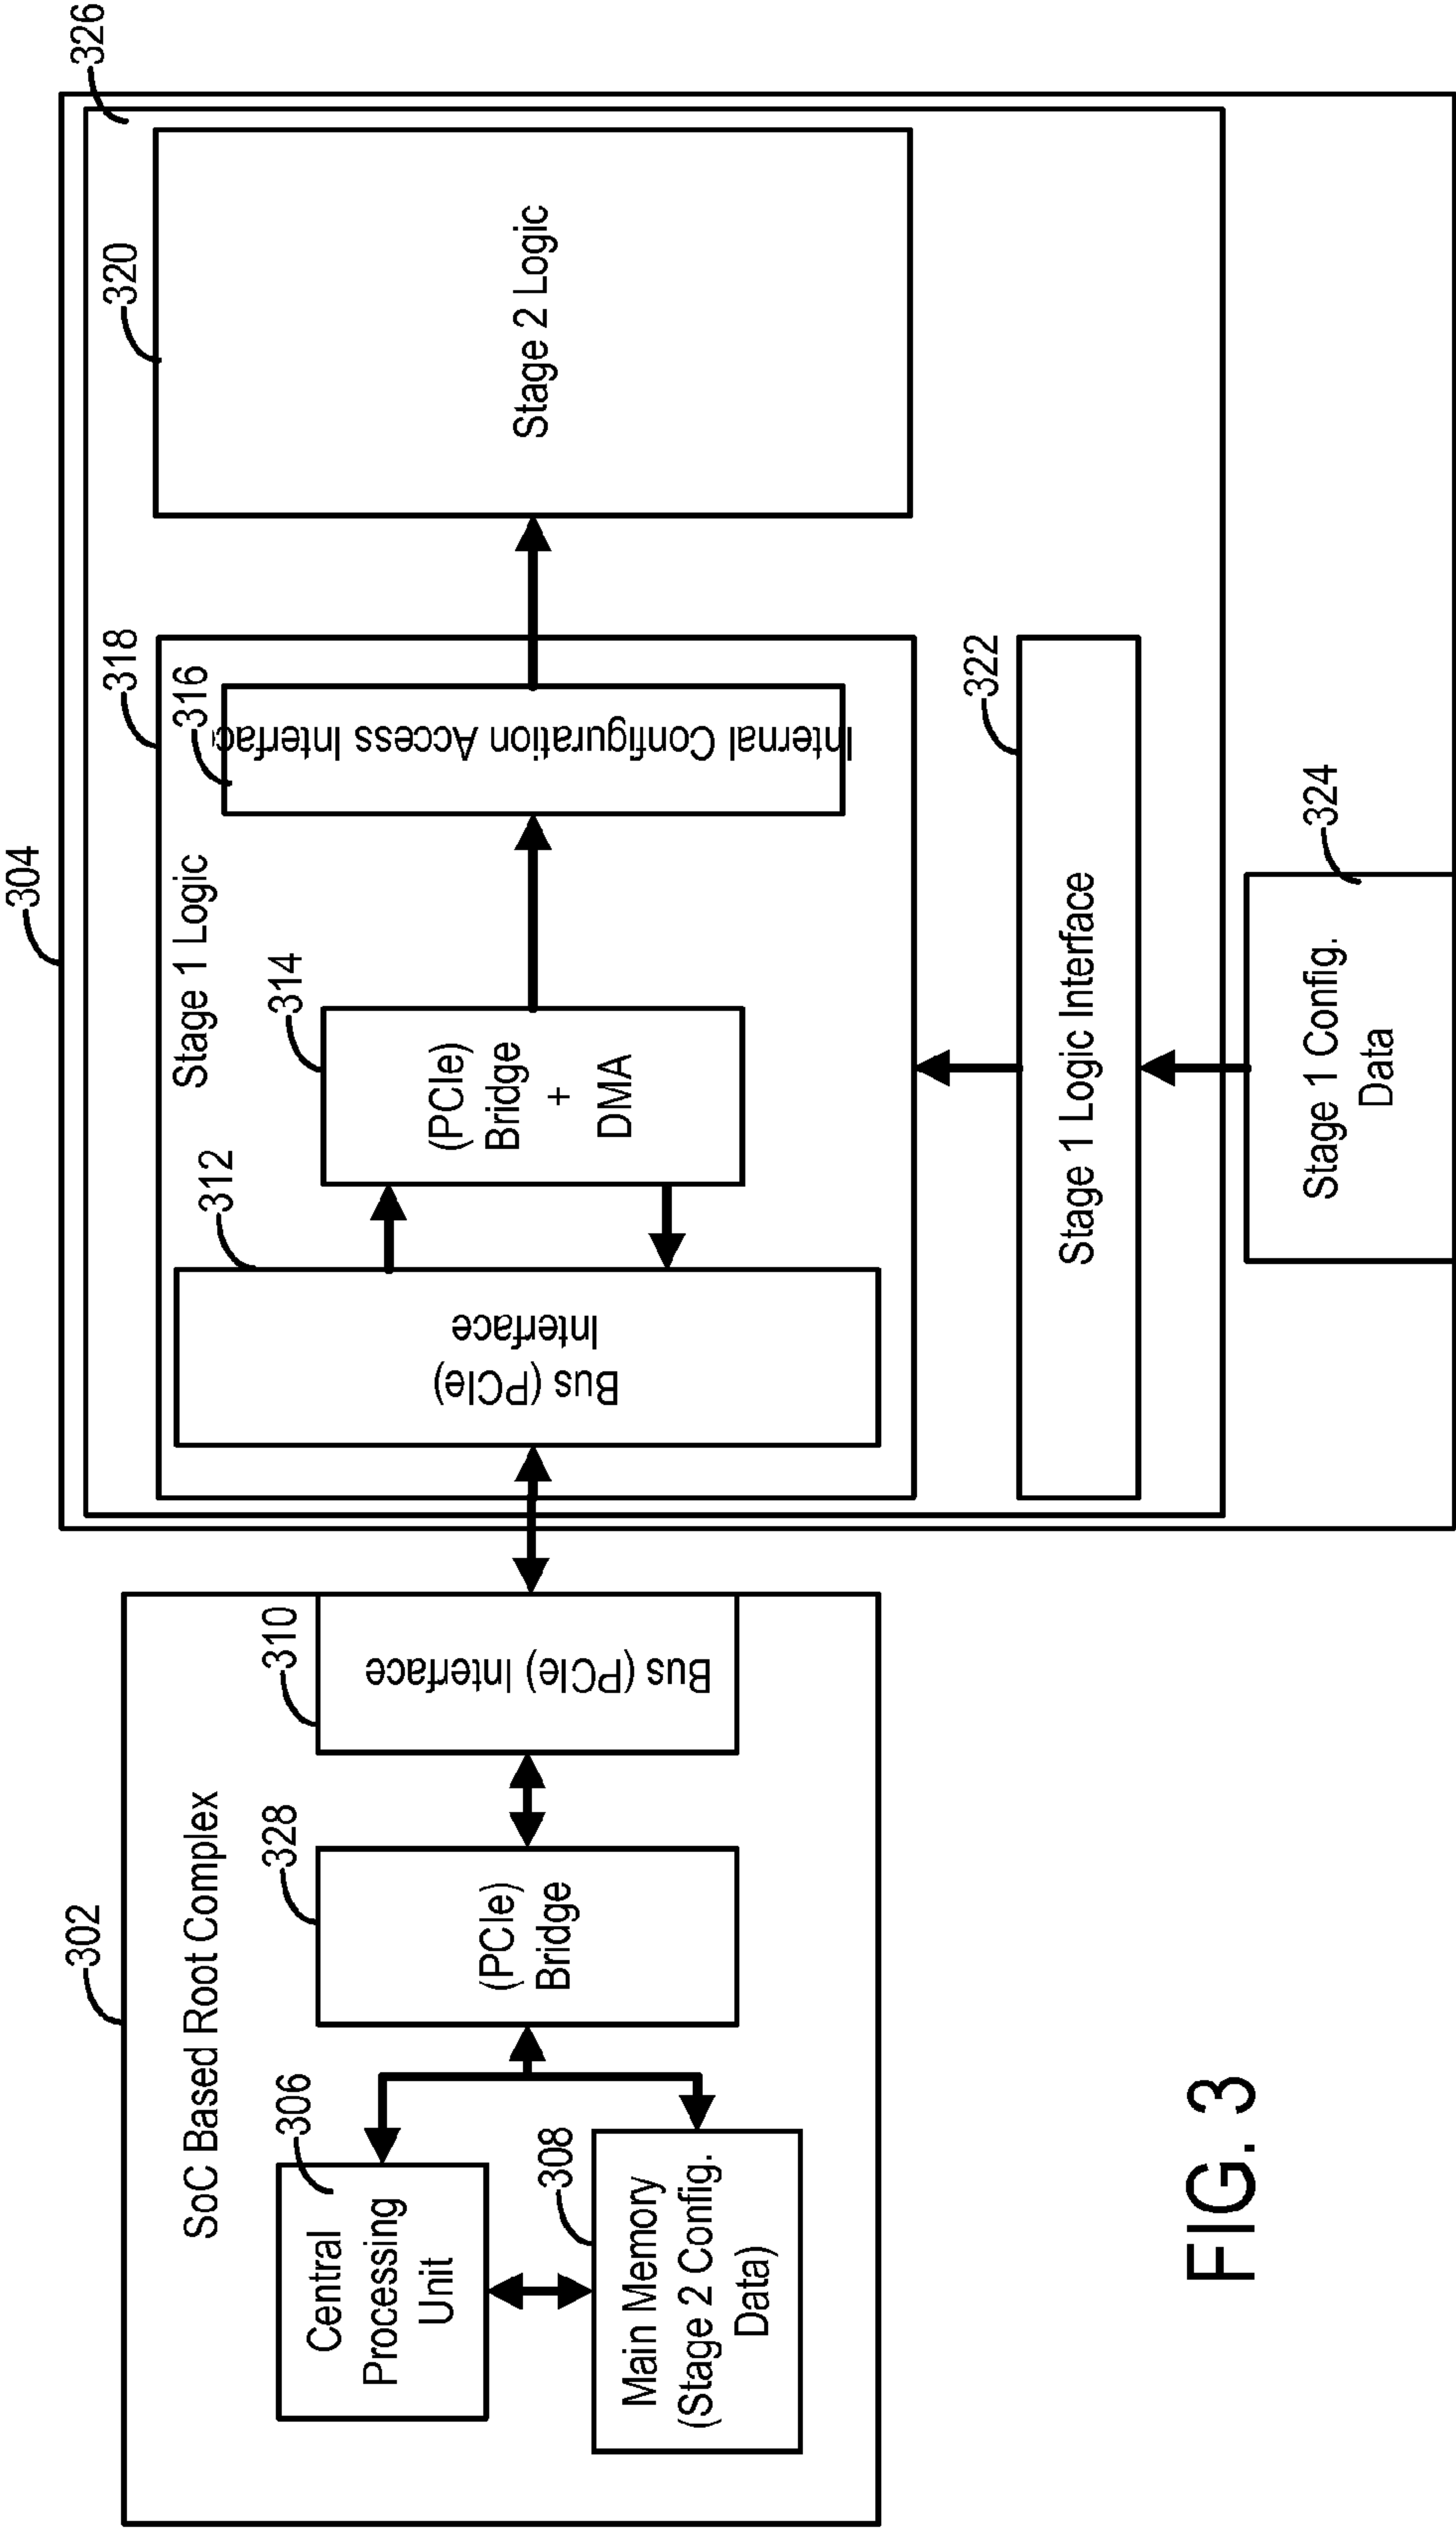 302
SoC Based Root Complex
306
Central
Processing
Unit
308
Main Memory
(Stage 2 Config.
Data)
328
(PCIe)
Bridge
310
Bus (PCIe) Interface
304
326
318
Stage 1 Logic
312
Bus (PCIe)
Interface
314
(PCIe)
Bridge
+
DMA
316
Internal Configuration Access Interfac
320
Stage 2 Logic
322
Stage 1 Logic Interface
324
Stage 1 Config.
Data
FIG. 3